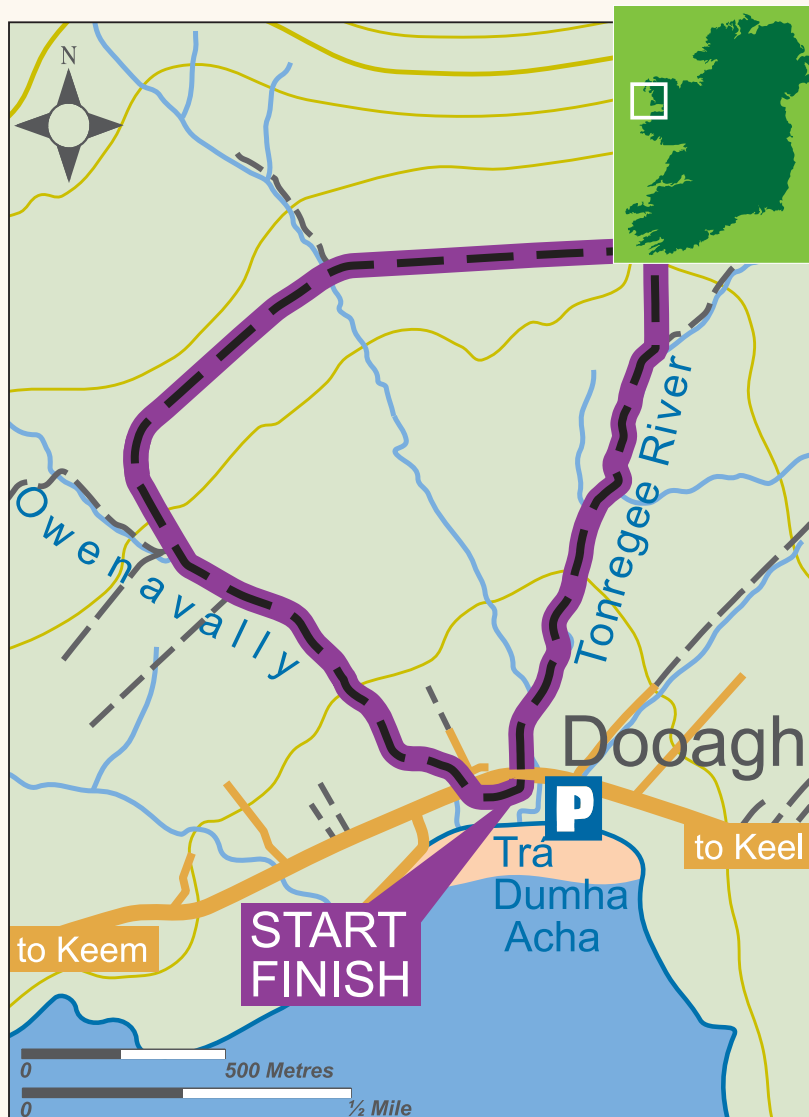 N
Owenavally
Tonregee River
Dooagh
P
to Keel
Trá
Dumha
Acha
to Keem
START
FINISH
0 500 Metres
0 ½ Mile